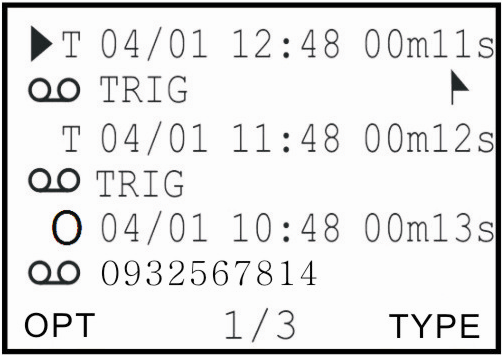 T 04/01 12:48 00m11s
TRIG
T 04/01 11:48 00m12s
TRIG
O 04/01 10:48 00m13s
0932567814
OPT 1/3 TYPE